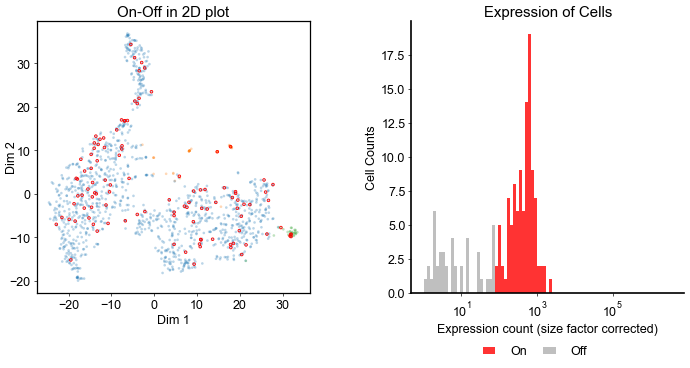 On-Off in 2D plot
Dim 2
30
20
10
0
−10
−20
−20 −10 0 10 20 30
Dim 1
Expression of Cells
Cell Counts
17.5
15.0
12.5
10.0
7.5
5.0
2.5
0.0
10¹ 10³ 10⁵
Expression count (size factor corrected)
On Off